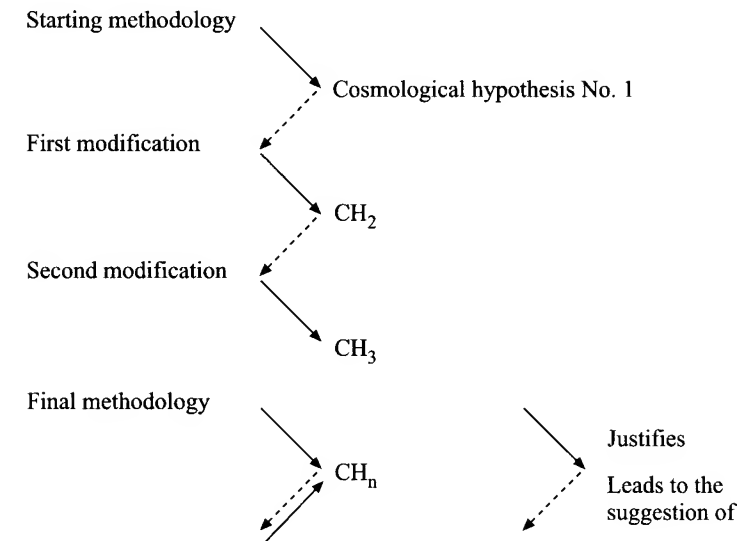 Starting methodology
Cosmological hypothesis No. 1
First modification
CH₂
Second modification
CH₃
Final methodology
Justifies
CHₙ
Leads to the
suggestion of